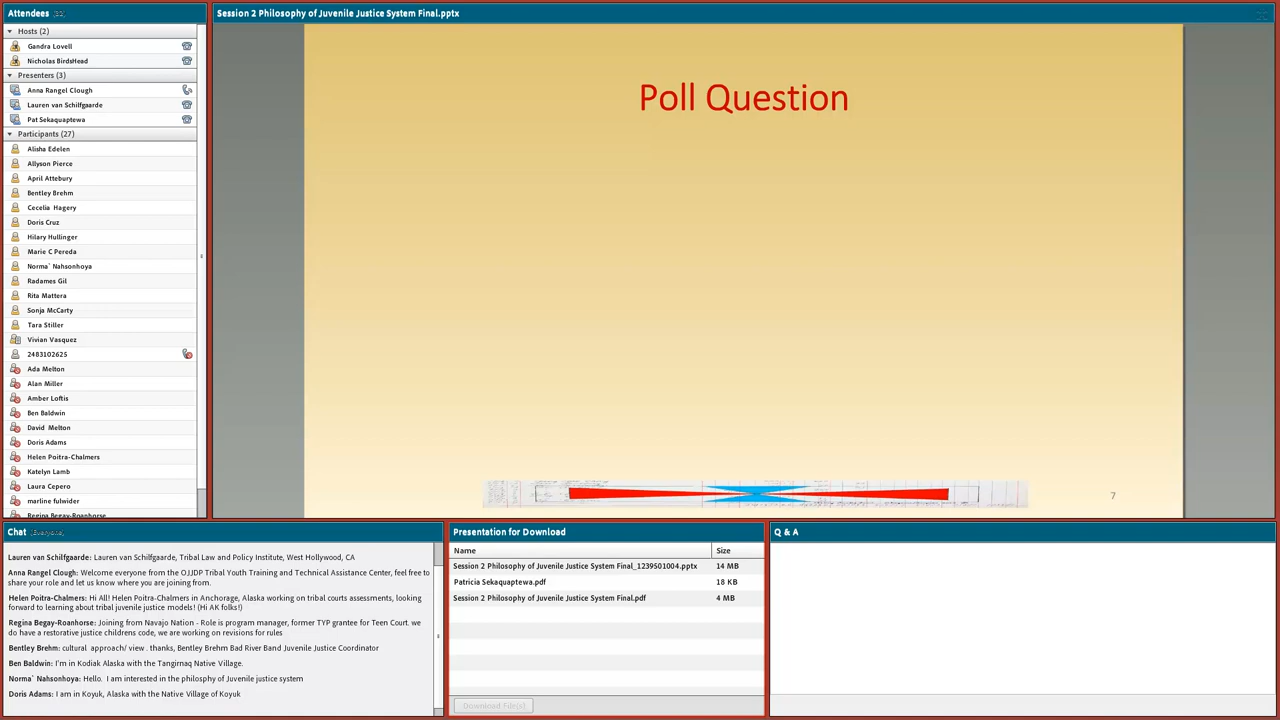 Attendees (32)
Hosts (2)
Gandra Lovell
Nicholas BirdsHead
Presenters (3)
Anna Rangel Clough
Lauren van Schilfgaarde
Pat Sekaquaptewa
Participants (27)
Alisha Edelen
Allyson Pierce
April Attebury
Bentley Brehm
Cecelia Hagery
Doris Cruz
Hilary Hullinger
Marie C Pereda
Norma` Nahsonhoya
Radames Gil
Rita Mattera
Sonja McCarty
Tara Stiller
Vivian Vasquez
2483102625
Ada Melton
Alan Miller
Amber Loftis
Ben Baldwin
David Melton
Doris Adams
Helen Poitra-Chalmers
Katelyn Lamb
Laura Cepero
marline fulwider
Regina Begay-Roanhorse
Session 2 Philosophy of Juvenile Justice System Final.pptx
Poll Question
7
Chat (Everyone)
Lauren van Schilfgaarde: Lauren van Schilfgaarde, Tribal Law and Policy Institute, West Hollywood, CA
Anna Rangel Clough: Welcome everyone from the OJJDP Tribal Youth Training and Technical Assistance Center, feel free to
share your role and let us know where you are joining from.
Helen Poitra-Chalmers: Hi All! Helen Poitra-Chalmers in Anchorage, Alaska working on tribal courts assessments, looking
forward to learning about tribal juvenile justice models! (Hi AK folks!)
Regina Begay-Roanhorse: Joining from Navajo Nation - Role is program manager, former TYP grantee for Teen Court. we
do have a restorative justice childrens code, we are working on revisions for rules
Bentley Brehm: cultural approach/ view . thanks, Bentley Brehm Bad River Band Juvenile Justice Coordinator
Ben Baldwin: I'm in Kodiak Alaska with the Tangirnaq Native Village.
Norma` Nahsonhoya: Hello. I am interested in the philosphy of Juvenile justice system
Doris Adams: I am in Koyuk, Alaska with the Native Village of Koyuk
Presentation for Download
Name Size
Session 2 Philosophy of Juvenile Justice System Final_1239501004.pptx 14 MB
Patricia Sekaquaptewa.pdf 18 KB
Session 2 Philosophy of Juvenile Justice System Final.pdf 4 MB
Download File(s)
Q & A